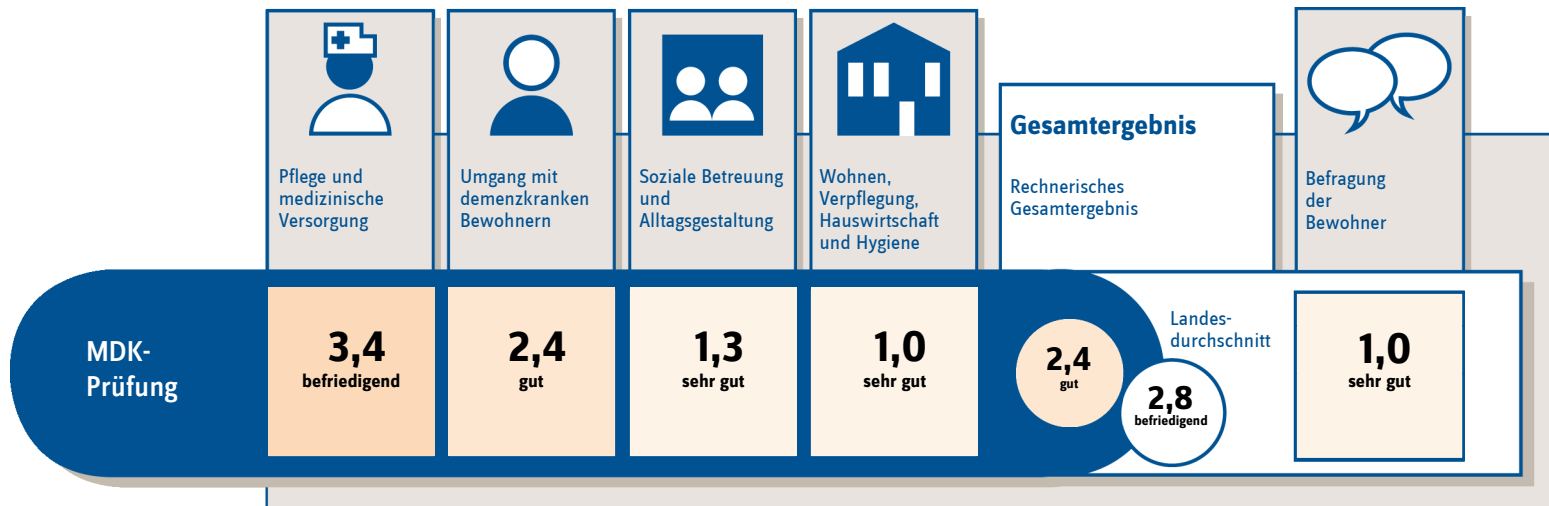 Pflege und
medizinische
Versorgung
Umgang mit
demenzkranken
Bewohnern
Soziale Betreuung
und
Alltagsgestaltung
Wohnen,
Verpflegung,
Hauswirtschaft
und Hygiene
Gesamtergebnis
Rechnerisches
Gesamtergebnis
Befragung
der
Bewohner
MDK-
Prüfung
3,4
befriedigend
2,4
gut
1,3
sehr gut
1,0
sehr gut
2,4
gut
Landes-
durchschnitt
2,8
befriedigend
1,0
sehr gut